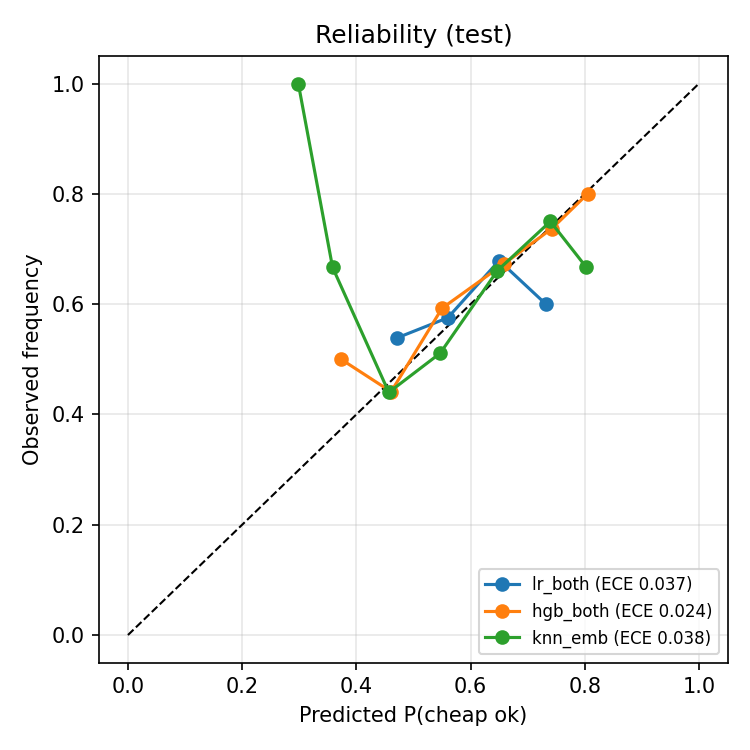 Reliability (test)
1.0
0.8
0.6
0.4
0.2
0.0
Observed frequency
lr_both (ECE 0.037)
hgb_both (ECE 0.024)
knn_emb (ECE 0.038)
0.0 0.2 0.4 0.6 0.8 1.0
Predicted P(cheap ok)